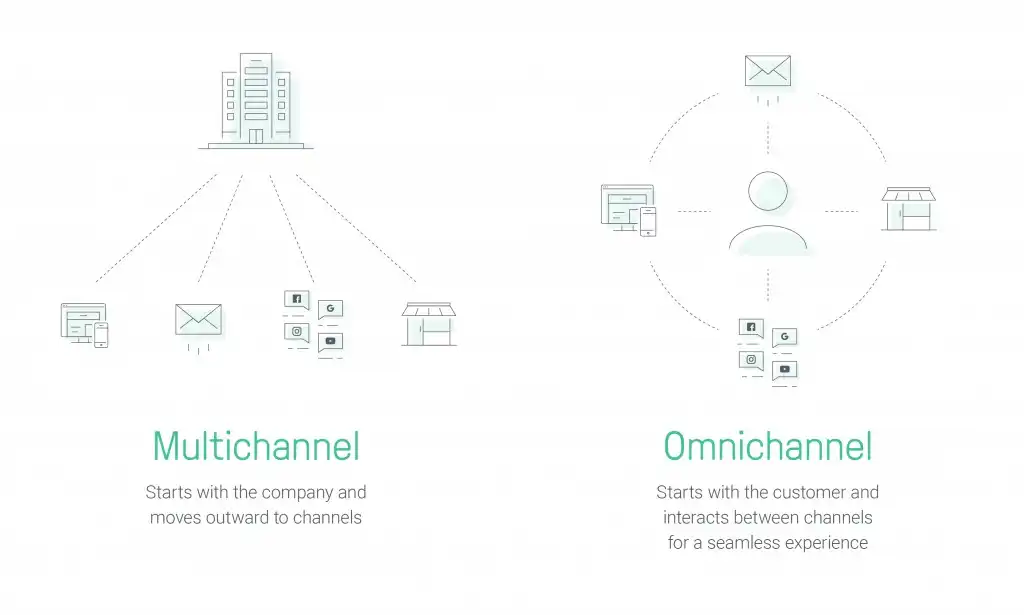 Multichannel
Starts with the company and
moves outward to channels
Omnichannel
Starts with the customer and
interacts between channels
for a seamless experience